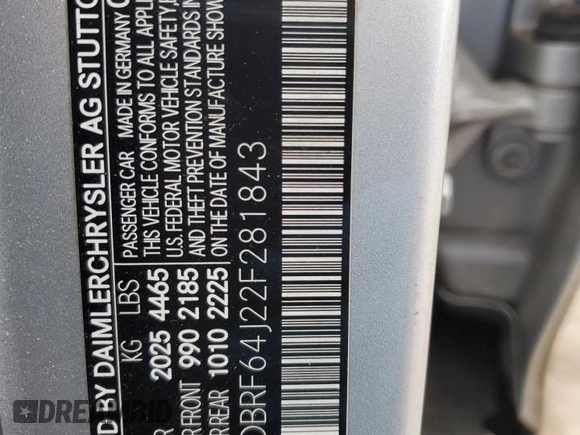 D BY DAIMLERCHRYSLER AG STUTTG
PASSENGER CAR MADE IN GERMANY
THIS VEHICLE CONFORMS TO ALL APPLI
U.S. FEDERAL MOTOR VEHICLE SAFETY,
AND THEFT PREVENTION STANDARDS IN
ON THE DATE OF MANUFACTURE SHOW
KG LBS
2025 4465
FRONT 990 2185
REAR 1010 2225
DBRF64J22F281843
DREAMBID